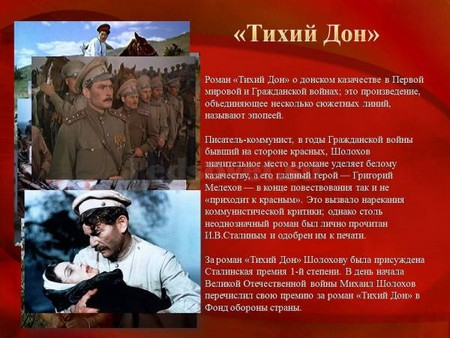 «Тихий Дон»
Роман «Тихий Дон» о донском казачестве в Первой
мировой и Гражданской войнах; это произведение,
объединяющее несколько сюжетных линий,
называют эпопеей.
Писатель-коммунист, в годы Гражданской войны
бывший на стороне красных, Шолохов
значительное место в романе уделяет белому
казачеству, а его главный герой — Григорий
Мелехов — в конце повествования так и не
«приходит к красным». Это вызвало нарекания
коммунистической критики; однако столь
неоднозначный роман был лично прочитан
И.В.Сталиным и одобрен им к печати.
За роман «Тихий Дон» Шолохову была присуждена
Сталинская премия 1-й степени. В день начала
Великой Отечественной войны Михаил Шолохов
перечислил свою премию за роман «Тихий Дон» в
Фонд обороны страны.